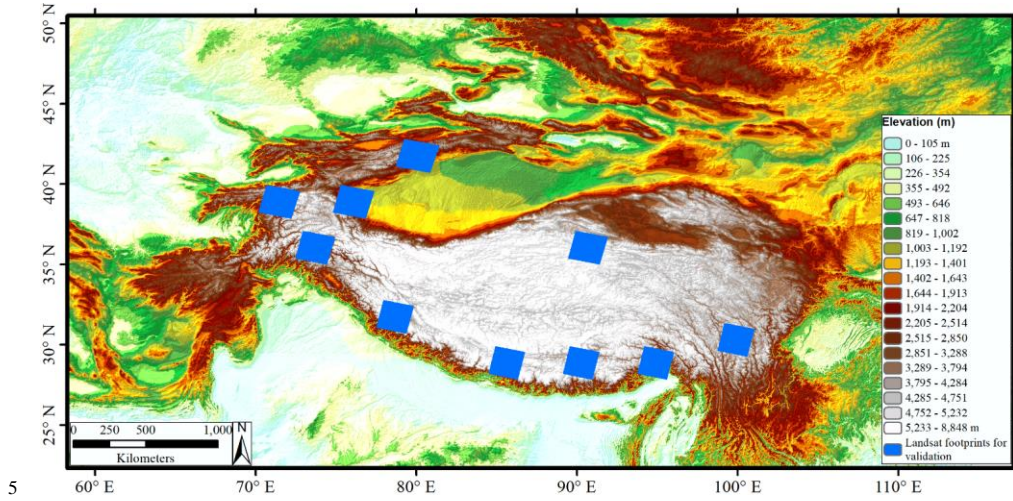 50° N
45° N
40° N
35° N
30° N
25° N
Elevation (m)
0 - 105 m
106 - 225
226 - 354
355 - 492
493 - 646
647 - 818
819 - 1,002
1,003 - 1,192
1,193 - 1,401
1,402 - 1,643
1,644 - 1,913
1,914 - 2,204
2,205 - 2,514
2,515 - 2,850
2,851 - 3,288
3,289 - 3,794
3,795 - 4,284
4,285 - 4,751
4,752 - 5,232
5,233 - 8,848 m
Landsat footprints for
validation
0 250 500 1,000
Kilometers
N
5
60° E 70° E 80° E 90° E 100° E 110° E